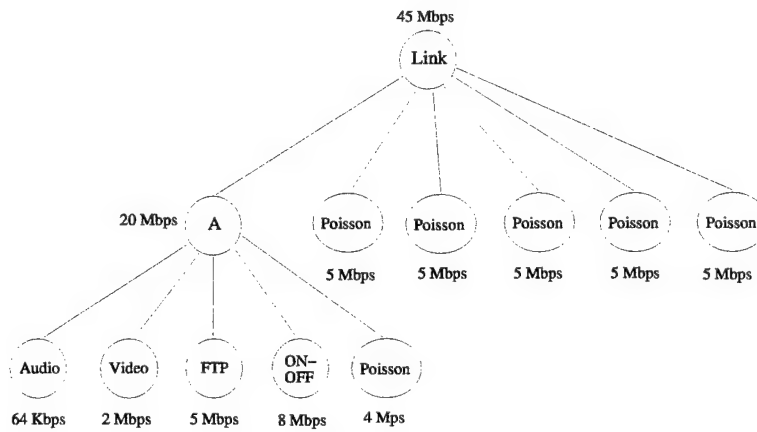 45 Mbps
Link
20 Mbps
A
Poisson
Poisson
Poisson
Poisson
Poisson
5 Mbps
5 Mbps
5 Mbps
5 Mbps
5 Mbps
Audio
Video
FTP
ON–
OFF
Poisson
64 Kbps
2 Mbps
5 Mbps
8 Mbps
4 Mps